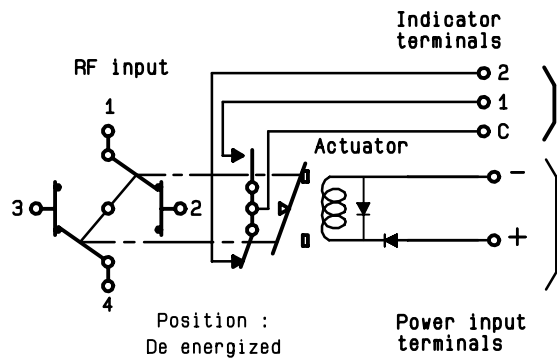 Indicator
terminals
RF input
2
1
1
C
Actuator
-
3
2
+
4
Position :
De energized
Power input
terminals